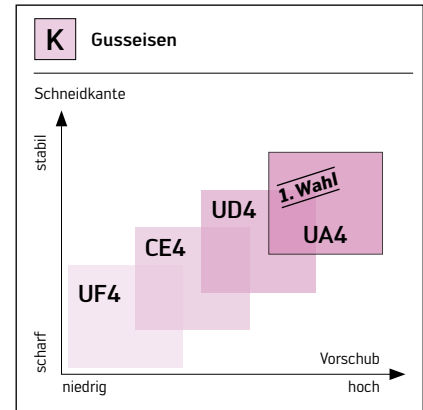 K Gusseisen
Schneidkante
stabil
1. Wahl
UD4
UA4
CE4
UF4
scharf
Vorschub
niedrig
hoch